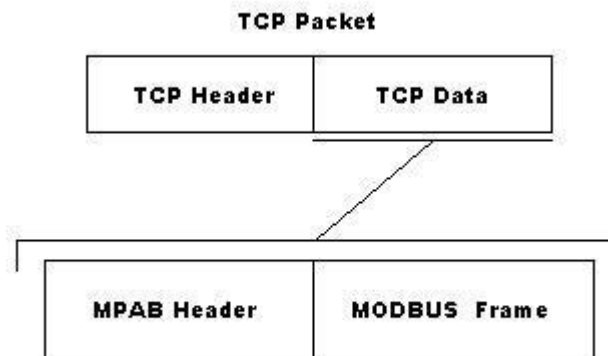 TCP Packet
TCP Header TCP Data
MPAB Header MODBUS Frame